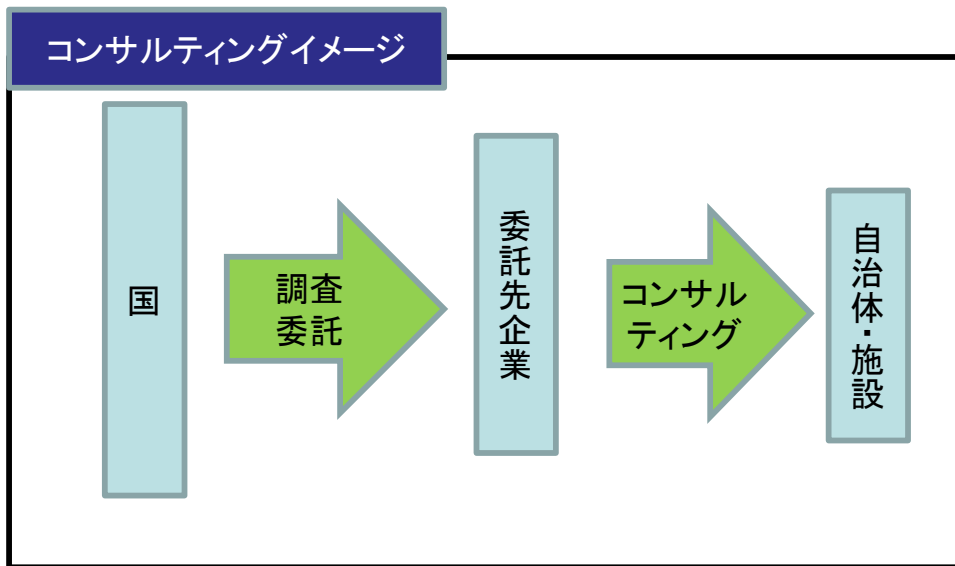 コンサルティングイメージ
国
調査
委託
委託先企業
コンサル
ティング
自治体・施設